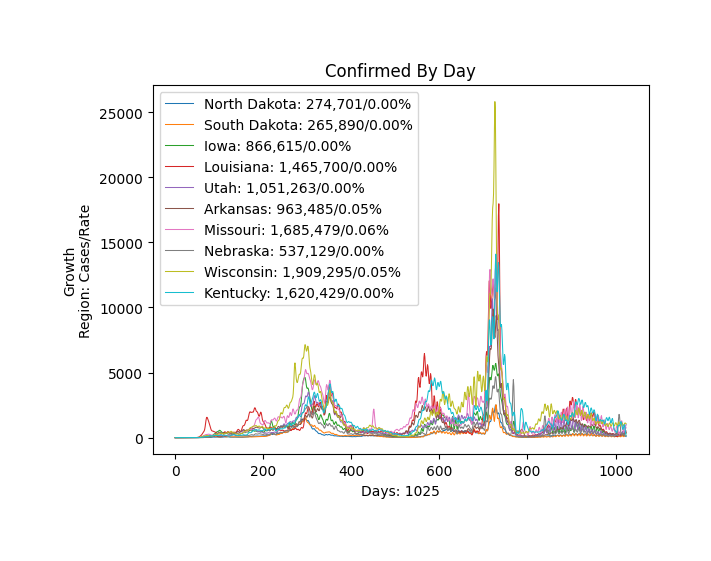 Confirmed By Day
Growth
Region: Cases/Rate
25000
20000
15000
10000
5000
0
North Dakota: 274,701/0.00%
South Dakota: 265,890/0.00%
Iowa: 866,615/0.00%
Louisiana: 1,465,700/0.00%
Utah: 1,051,263/0.00%
Arkansas: 963,485/0.05%
Missouri: 1,685,479/0.06%
Nebraska: 537,129/0.00%
Wisconsin: 1,909,295/0.05%
Kentucky: 1,620,429/0.00%
0 200 400 600 800 1000
Days: 1025